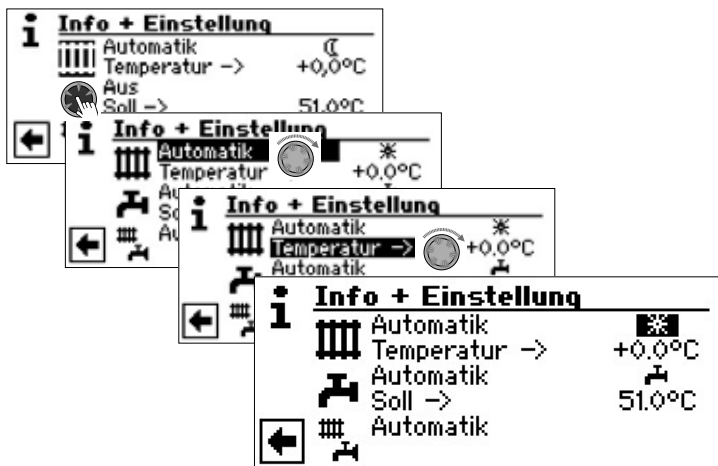 Info + Einstellung
Automatik
Temperatur -> +0,0°C
Aus
Soll -> 51.0°C
Info + Einstellung
Automatik
Temperatur +0.0°C
Info + Einstellung
Automatik
Temperatur -> +0.0°C
Automatik
Info + Einstellung
Automatik
Temperatur -> +0.0°C
Automatik
Soll -> 51.0°C
Automatik